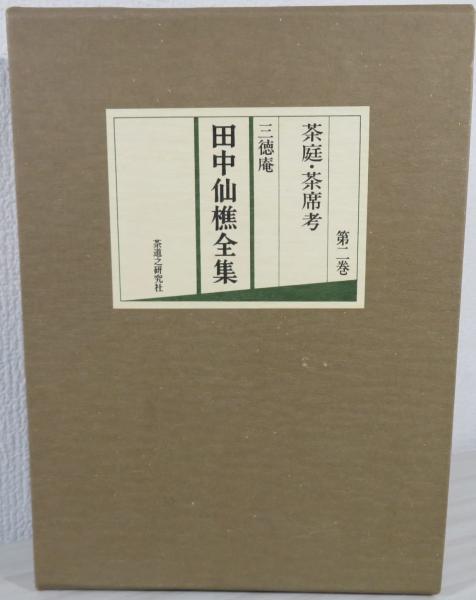 茶庭・茶席考
第二巻
三徳庵
田中仙樵全集
茶道之研究社